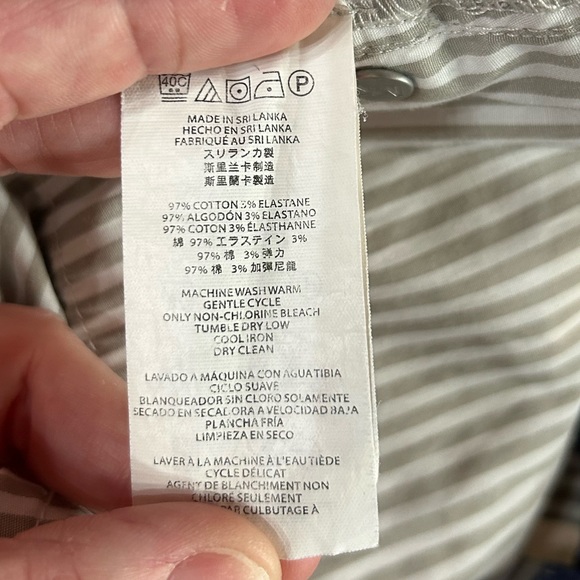 40C
P
MADE IN SRI LANKA
HECHO EN SRI LANKA
FABRIQUÉ AU SRI LANKA
スリランカ製
斯里兰卡制造
斯里蘭卡製造
97% COTTON 3% ELASTANE
97% ALGODÓN 3% ELASTANO
97% COTON 3% ÉLASTHANNE
綿 97% エラステイン 3%
97% 棉 3% 弹力
97% 棉 3% 加彈尼龍
MACHINE WASH WARM
GENTLE CYCLE
ONLY NON-CHLORINE BLEACH
TUMBLE DRY LOW
COOL IRON
DRY CLEAN
LAVADO A MÁQUINA CON AGUA TIBIA
CICLO SUAVE
BLANQUEADOR SIN CLORO SOLAMENTE
SECADO EN SECADORA A VELOCIDAD BAJA
PLANCHA FRÍA
LIMPIEZA EN SECO
LAVER À LA MACHINE À L'EAU TIÈDE
CYCLE DÉLICAT
AGENT DE BLANCHIMENT NON
CHLORÉ SEULEMENT
PAR CULBUTAGE À